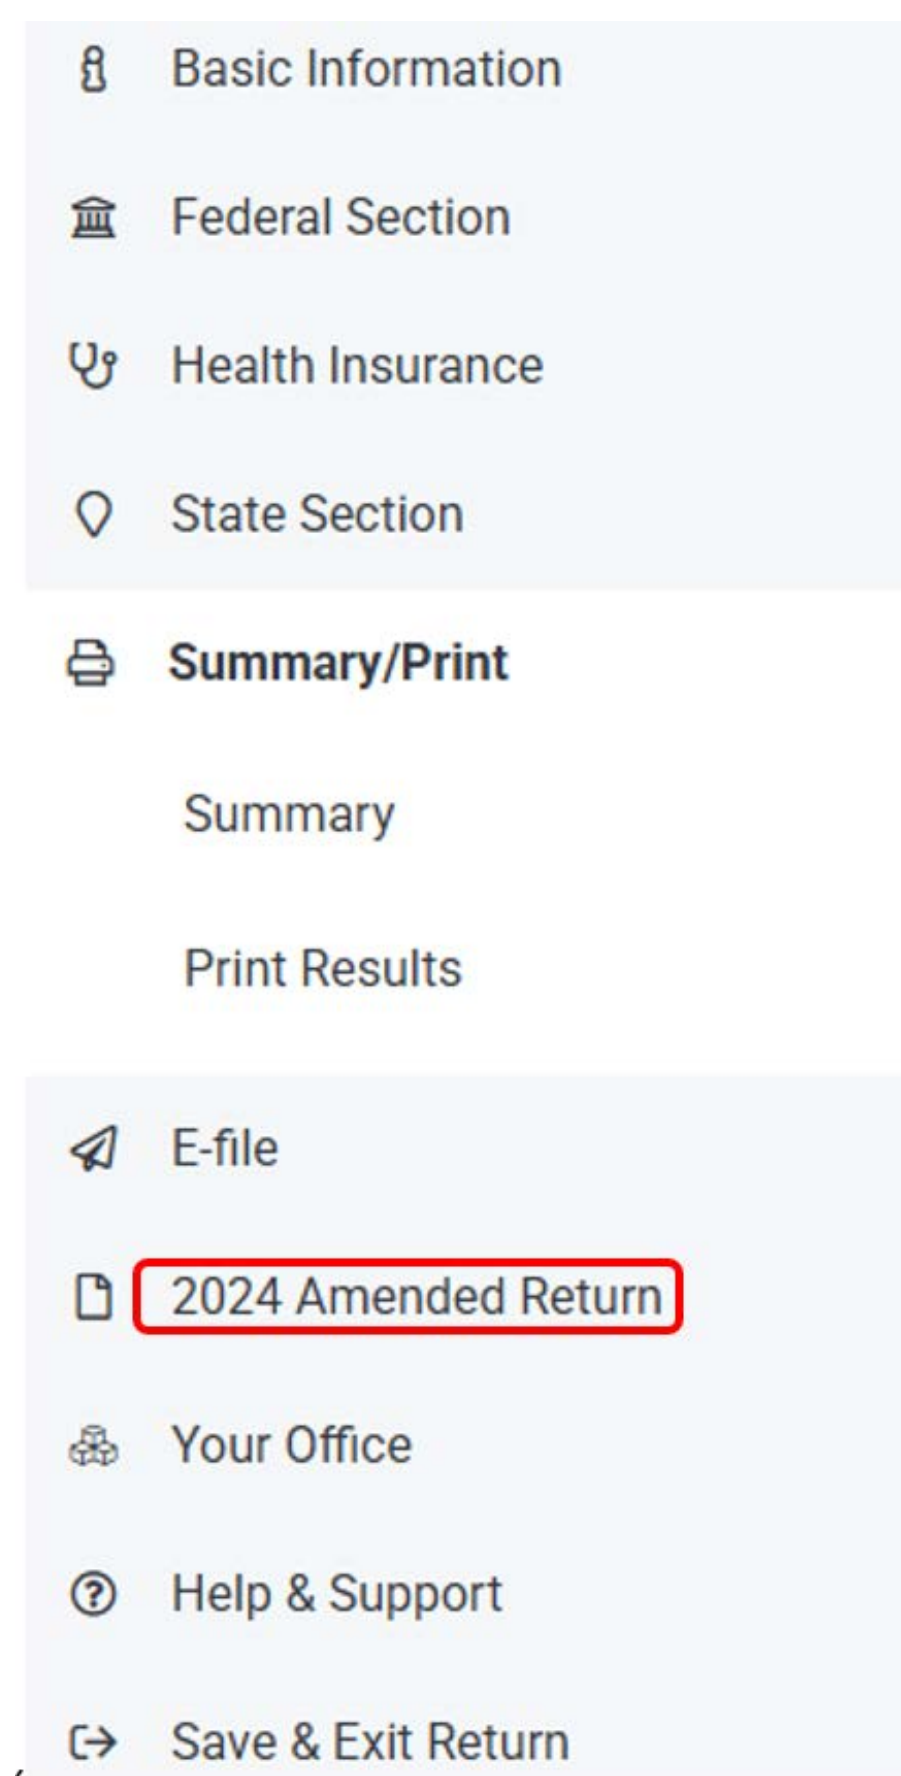 Basic Information
Federal Section
Health Insurance
State Section
Summary/Print
Summary
Print Results
E-file
2024 Amended Return
Your Office
Help & Support
Save & Exit Return